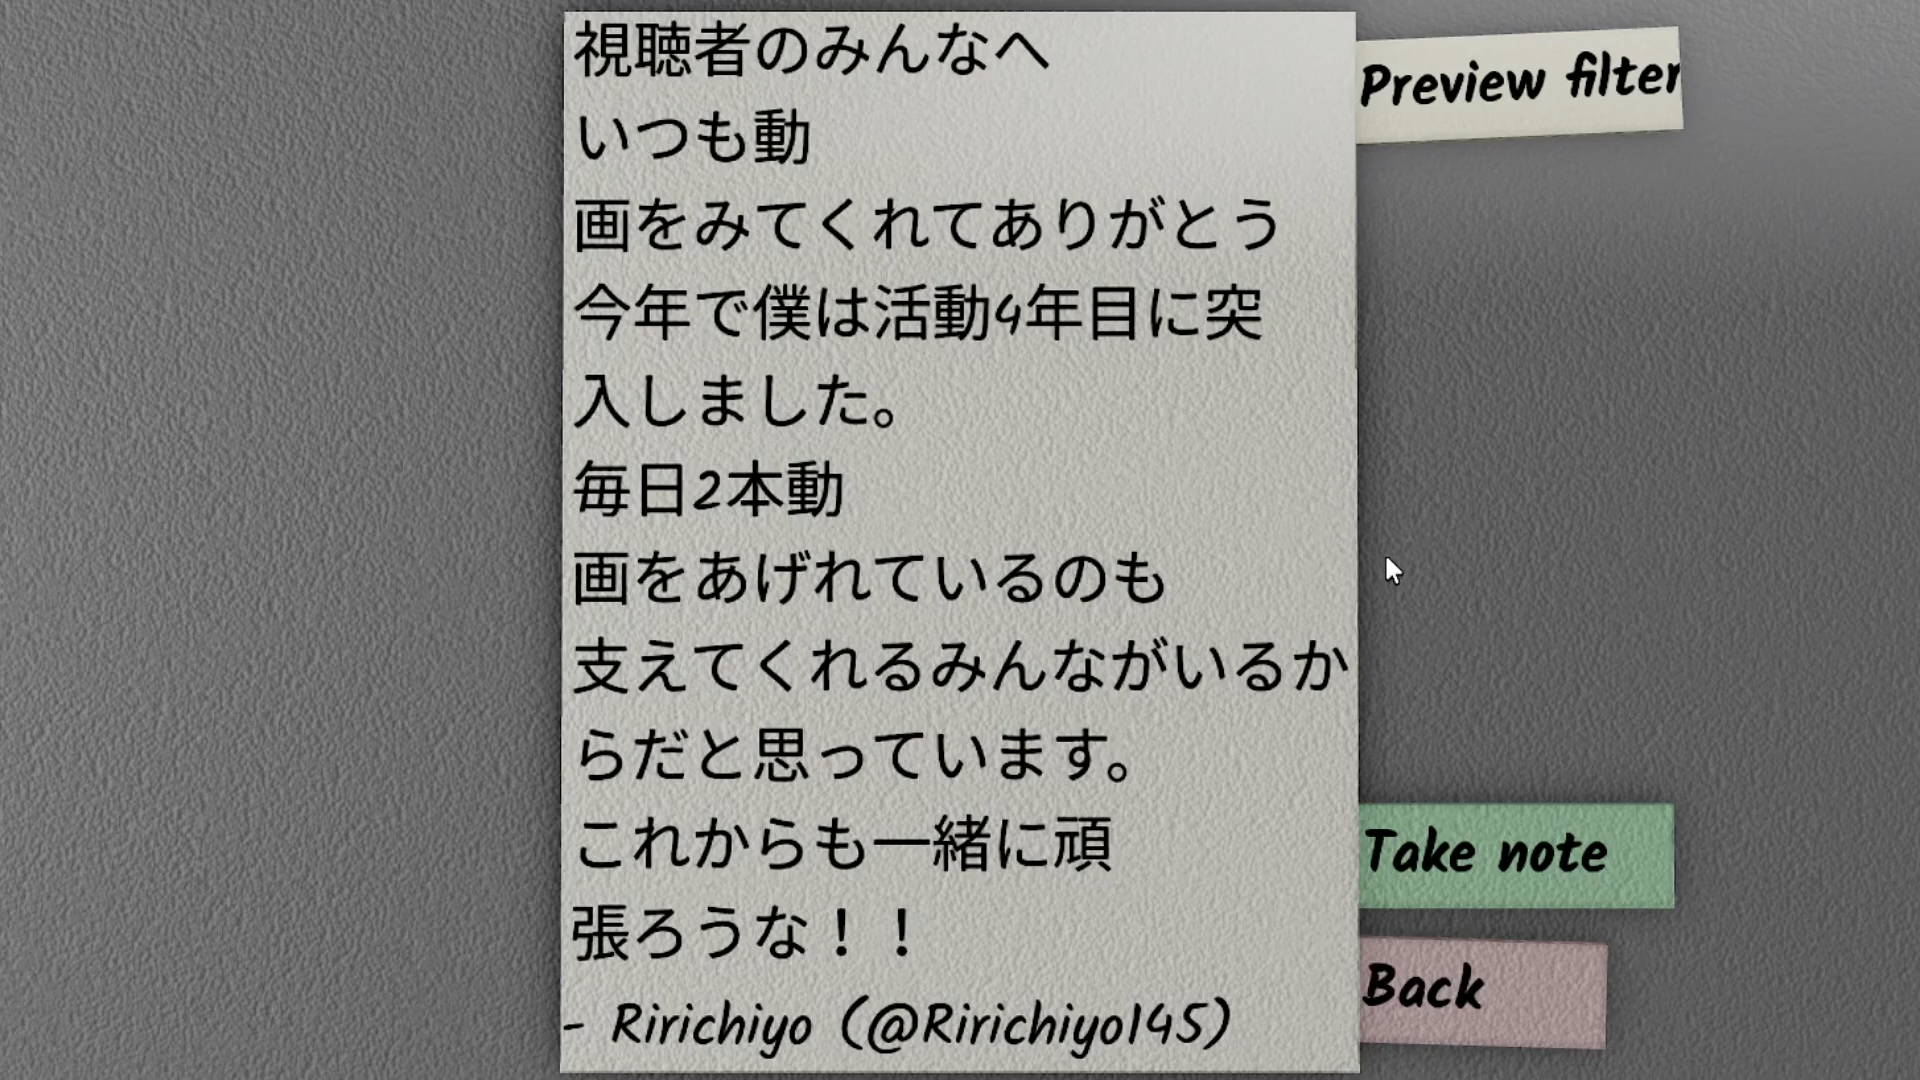 視聴者のみんなへ
いつも動
画をみてくれてありがとう
今年で僕は活動4年目に突
入しました。
毎日2本動
画をあげれているのも
支えてくれるみんながいるか
らだと思っています。
これからも一緒に頑
張ろうな！！
- Ririchiyo (@Ririchiyo145)
Preview filter
Take note
Back